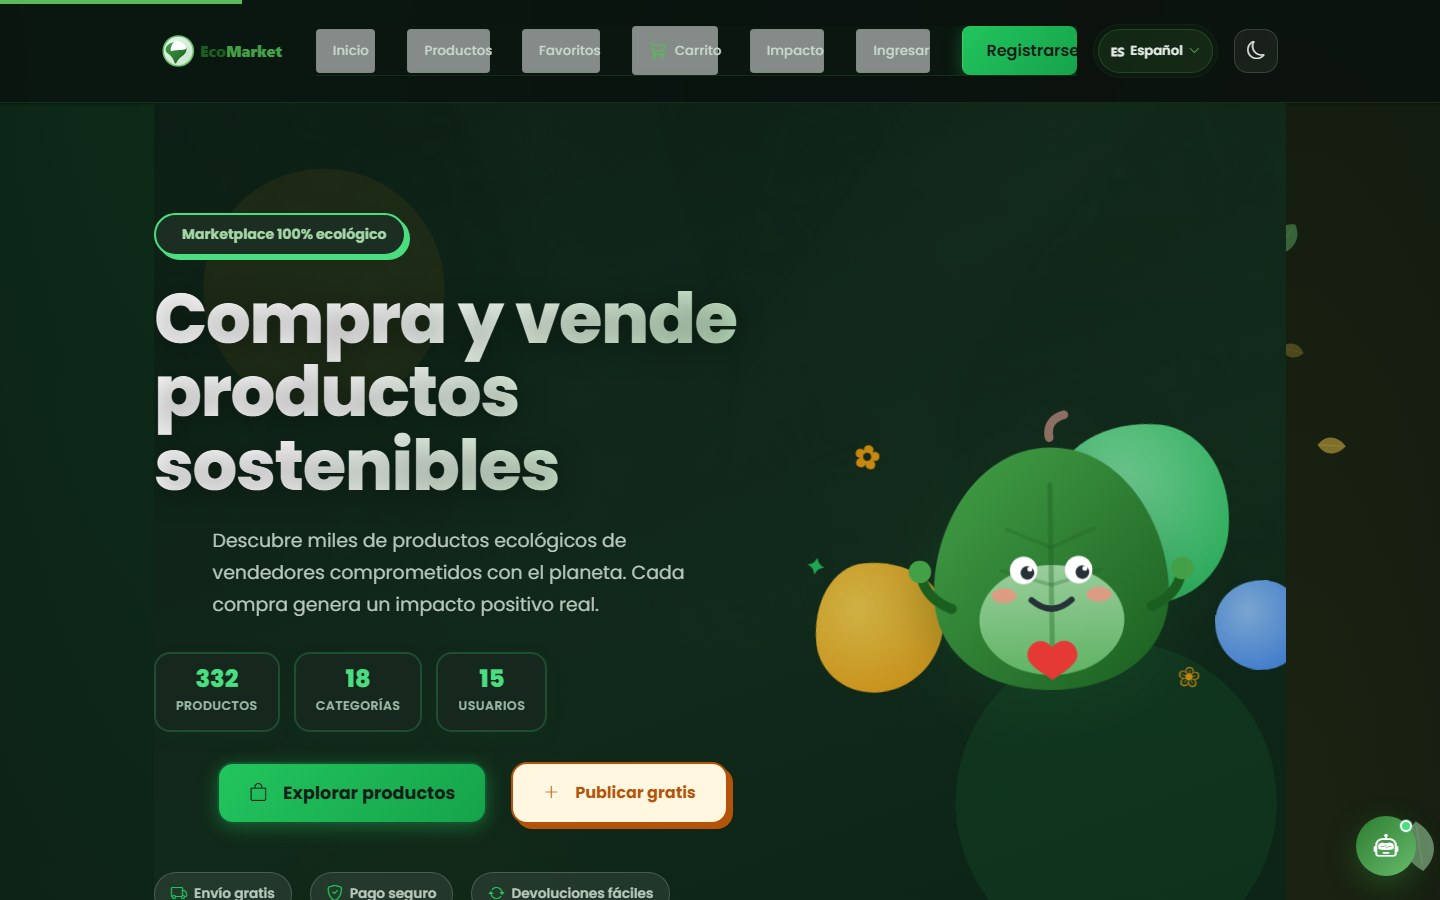 EcoMarket
Inicio
Productos
Favoritos
Carrito
Impacto
Ingresar
Registrarse
ES Español
Marketplace 100% ecológico
Compra y vende
productos
sostenibles
Descubre miles de productos ecológicos de
vendedores comprometidos con el planeta. Cada
compra genera un impacto positivo real.
332
PRODUCTOS
18
CATEGORÍAS
15
USUARIOS
Explorar productos
Publicar gratis
Envío gratis
Pago seguro
Devoluciones fáciles